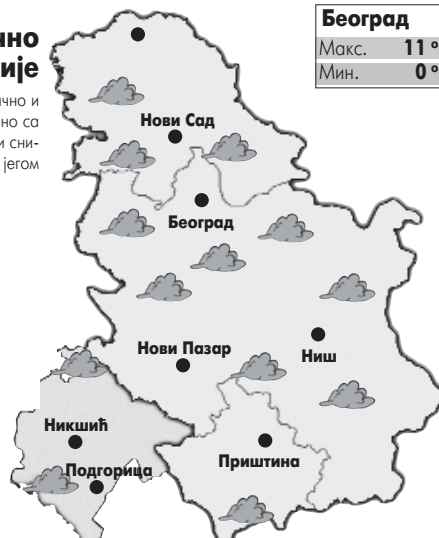 Београд
Макс. 11 °
Мин. 0 °
Нови Сад
Београд
Нови Пазар
Ниш
Никшић
Подгорица
Приштина